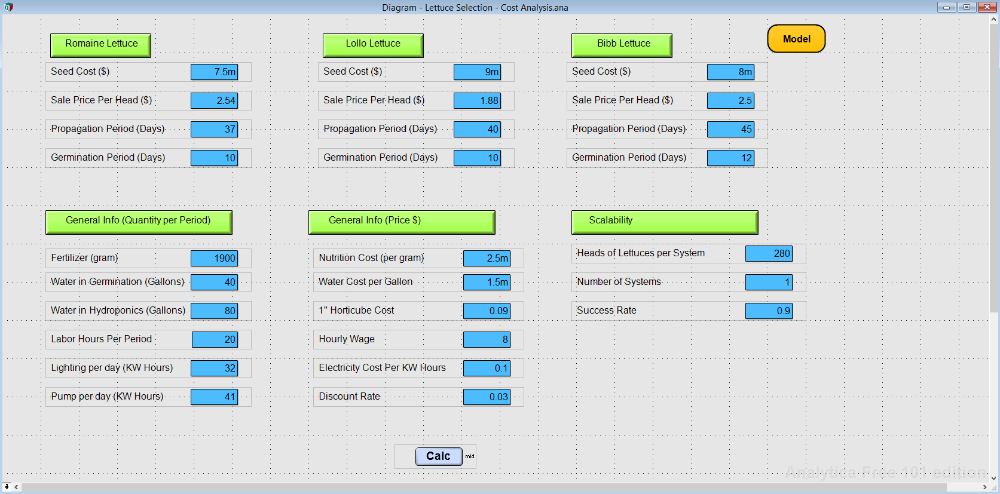 Diagram - Lettuce Selection - Cost Analysis.ana
Romaine Lettuce
Seed Cost ($) 7.5m
Sale Price Per Head ($) 2.54
Propagation Period (Days) 37
Germination Period (Days) 10
Lollo Lettuce
Seed Cost ($) 9m
Sale Price Per Head ($) 1.88
Propagation Period (Days) 40
Germination Period (Days) 10
Bibb Lettuce
Seed Cost ($) 8m
Sale Price Per Head ($) 2.5
Propagation Period (Days) 45
Germination Period (Days) 12
Model
General Info (Quantity per Period)
Fertilizer (gram) 1900
Water in Germination (Gallons) 40
Water in Hydroponics (Gallons) 80
Labor Hours Per Period 20
Lighting per day (KW Hours) 32
Pump per day (KW Hours) 41
General Info (Price $)
Nutrition Cost (per gram) 2.5m
Water Cost per Gallon 1.5m
1" Horticube Cost 0.09
Hourly Wage 8
Electricity Cost Per KW Hours 0.1
Discount Rate 0.03
Scalability
Heads of Lettuces per System 280
Number of Systems 1
Success Rate 0.9
Calc mid
Analytica Free 101 edition